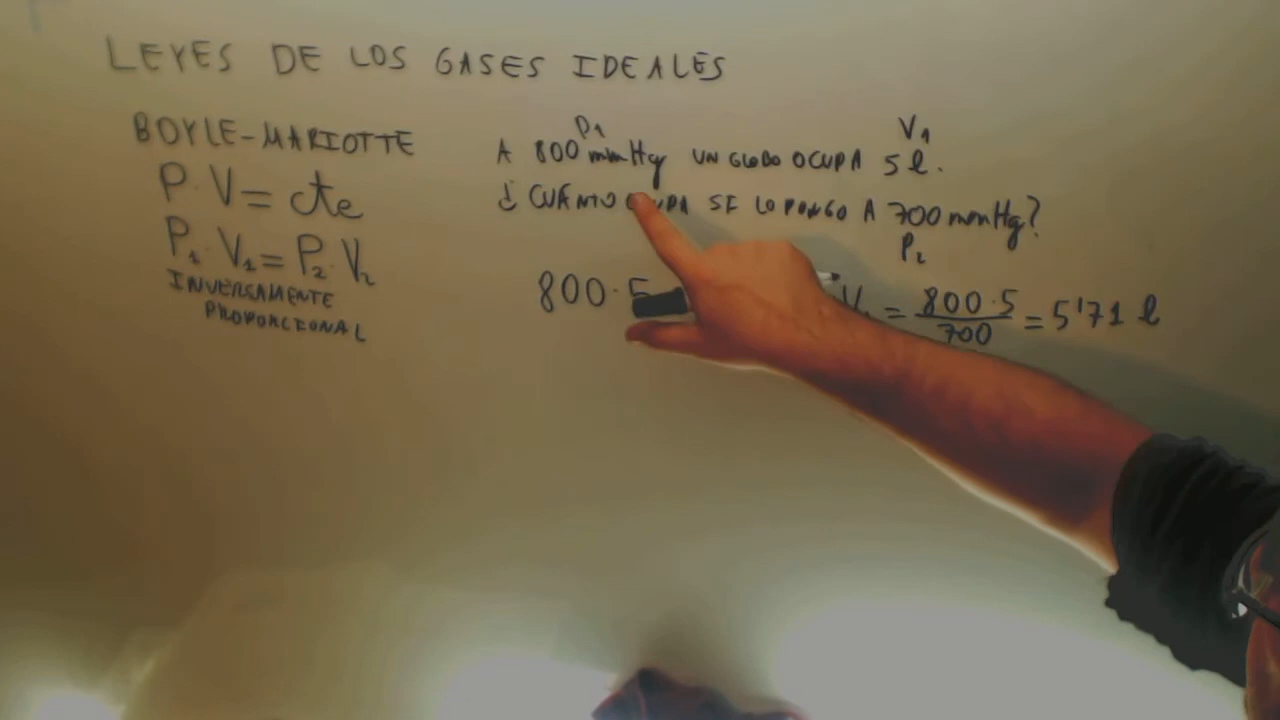 LEYES DE LOS GASES IDEALES
BOYLE-MARIOTTE
P·V=cte
P₁·V₁=P₂·V₂
INVERSAMENTE
PROPORCIONAL
P₁ V₁
A 800 mmHg UN GLOBO OCUPA 5 l.
¿CUÁNTO OCUPA SI LO PONGO A 700 mmHg?
P₂
800·5 = 800·5/700 = 5'71 l